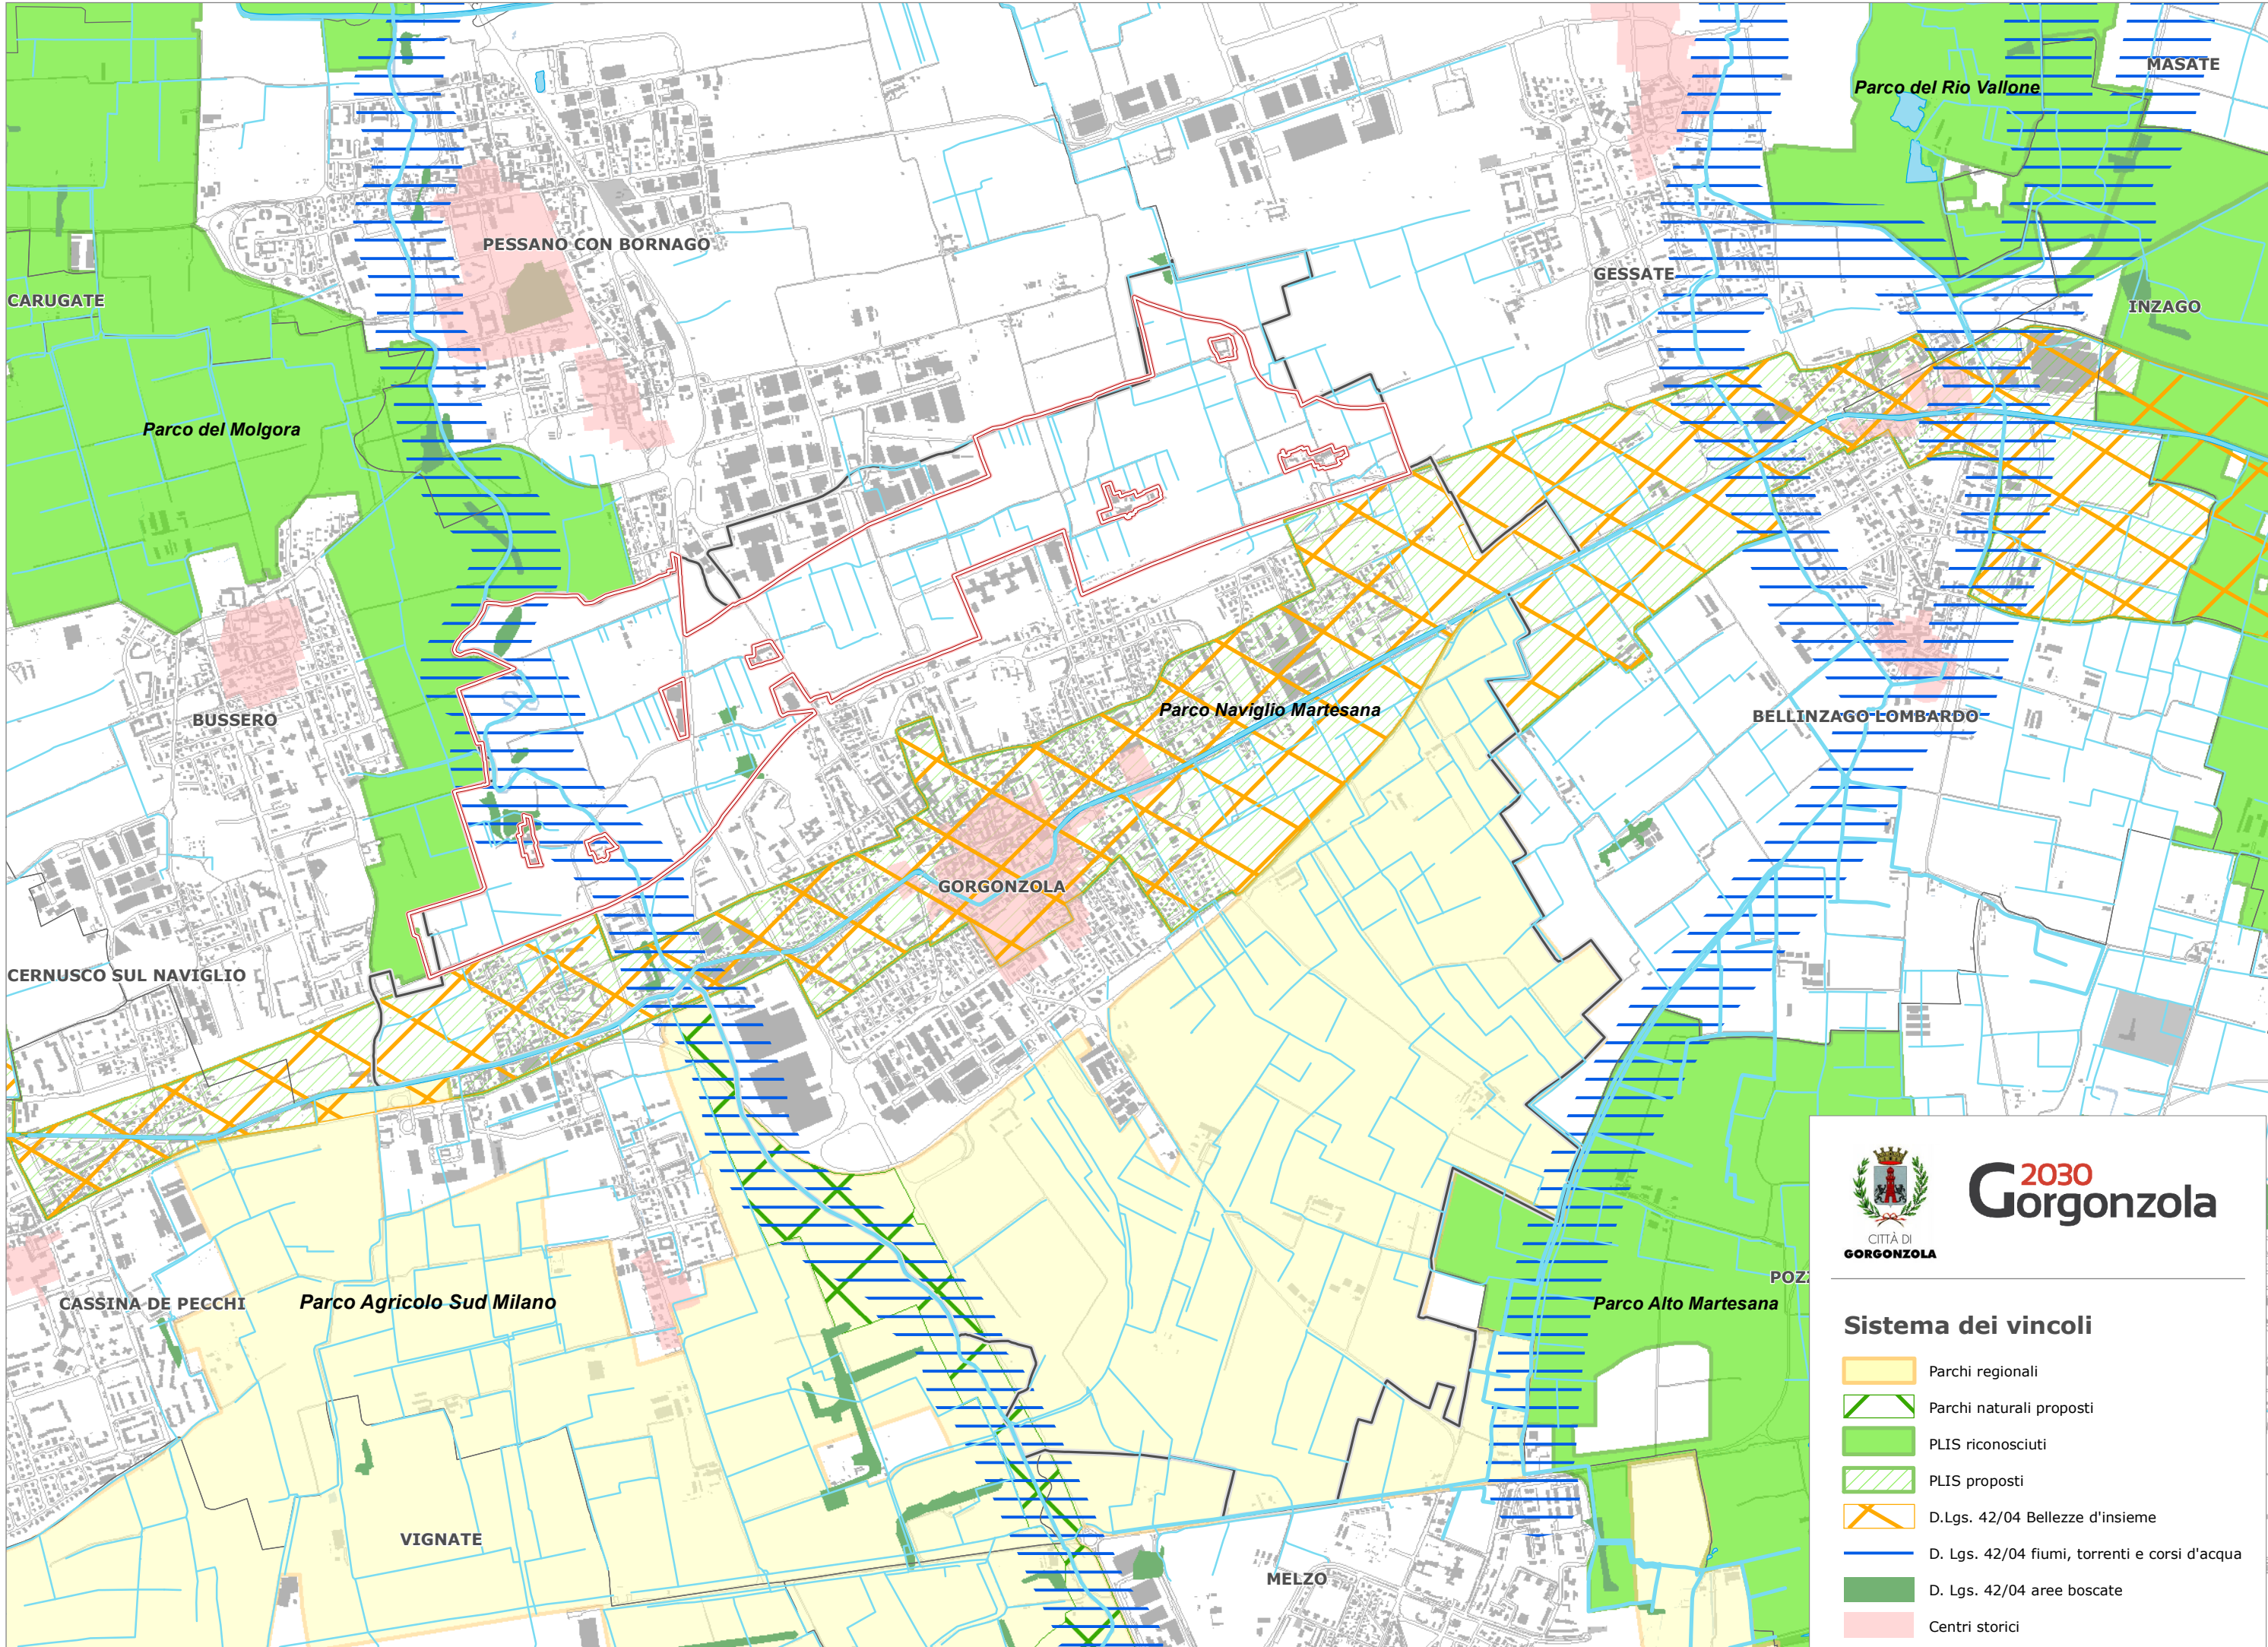 MASATE
Parco del Rio Vallone
PESSANO CON BORNAGO
GESSATE
CARUGATE
INZAGO
Parco del Molgora
Parco Naviglio Martesana
BUSSERO
BELLINZAGO LOMBARDO
GORGONZOLA
CERNUSCO SUL NAVIGLIO
POZ
CASSINA DE PECCHI
Parco Agricolo Sud Milano
Parco Alto Martesana
VIGNATE
MELZO
CITTÀ DI
GORGONZOLA
2030
Gorgonzola
Sistema dei vincoli
Parchi regionali
Parchi naturali proposti
PLIS riconosciuti
PLIS proposti
D.Lgs. 42/04 Bellezze d'insieme
D. Lgs. 42/04 fiumi, torrenti e corsi d'acqua
D. Lgs. 42/04 aree boscate
Centri storici